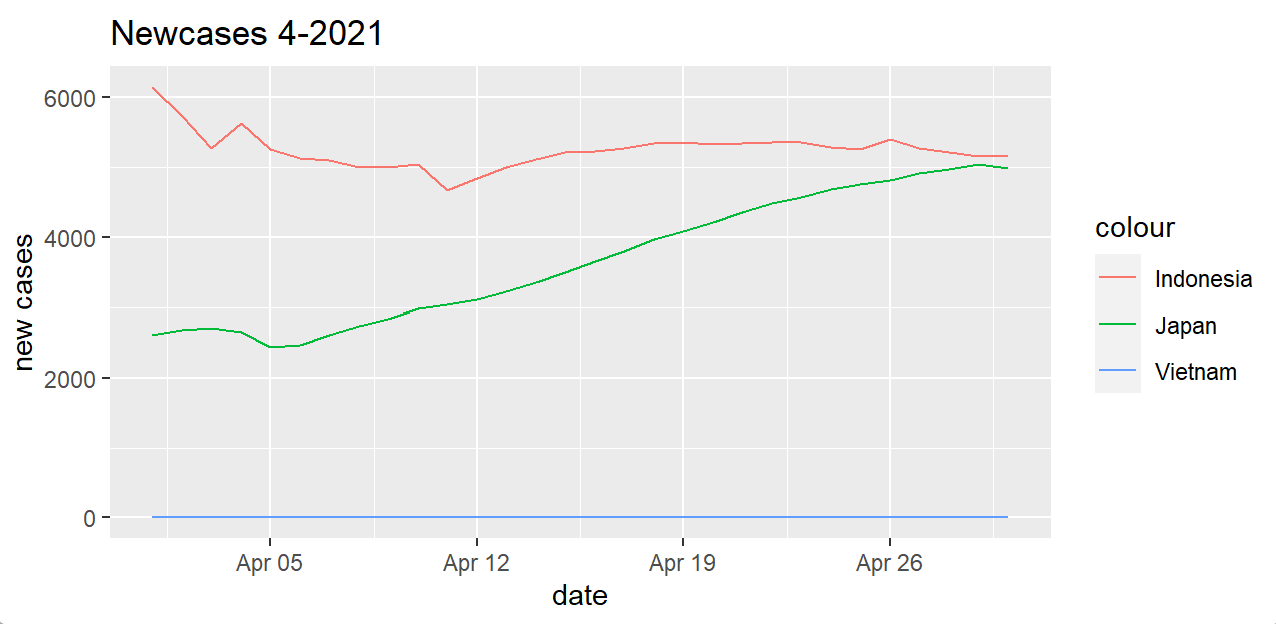 Newcases 4-2021
6000
4000
2000
0
new cases
Apr 05
Apr 12
Apr 19
Apr 26
date
colour
Indonesia
Japan
Vietnam